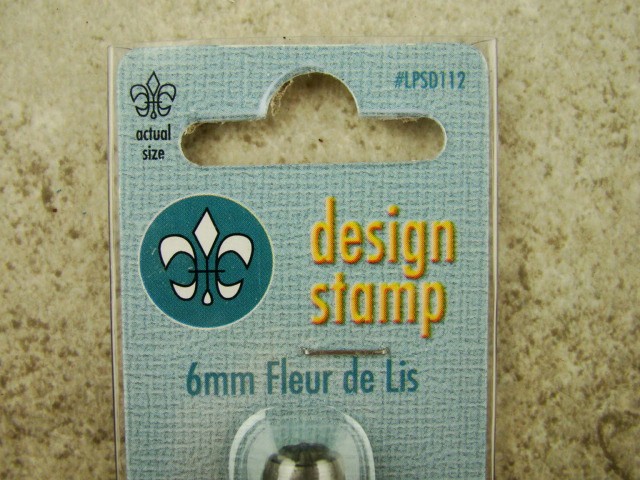 #LPSD112
actual
size
design
stamp
6mm Fleur de Lis